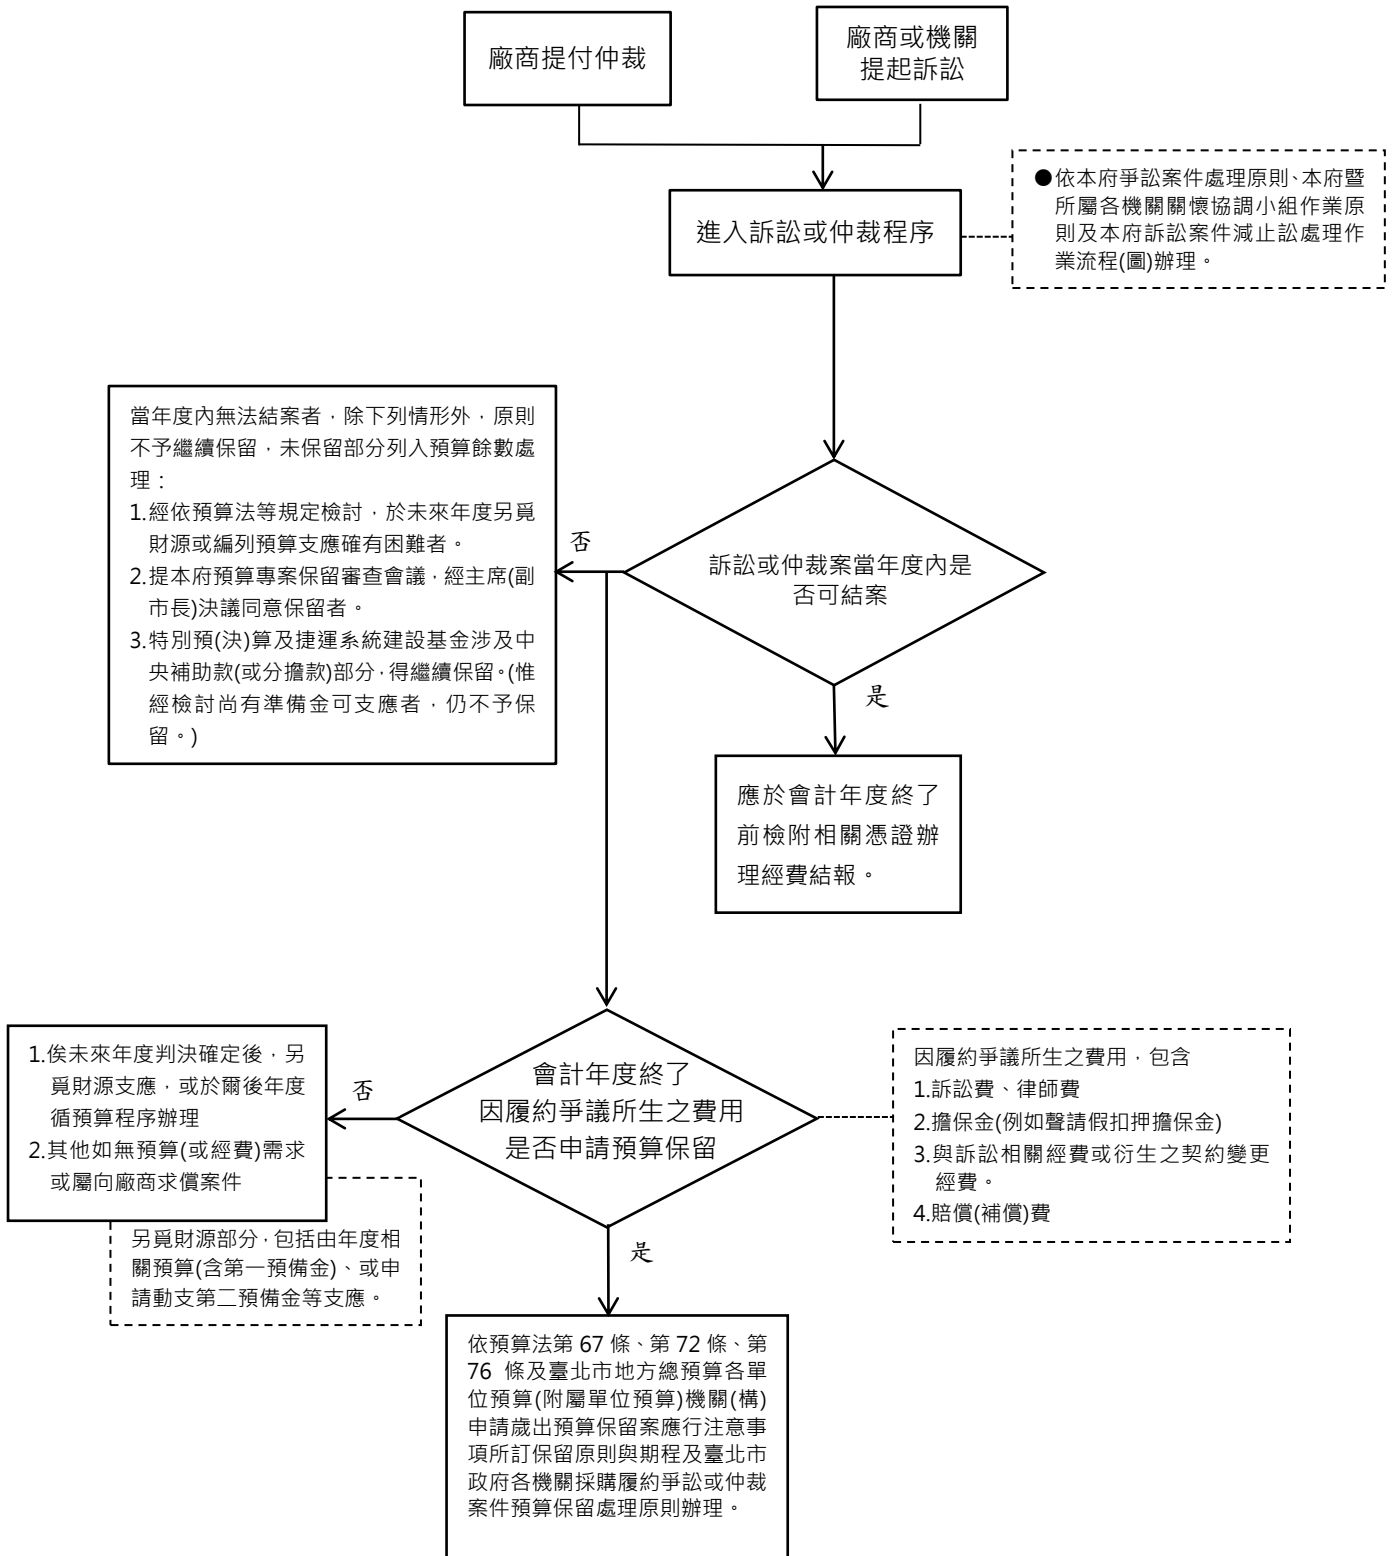 廠商提付仲裁
廠商或機關
提起訴訟
進入訴訟或仲裁程序
●依本府爭訟案件處理原則、本府暨
所屬各機關關懷協調小組作業原
則及本府訴訟案件減止訟處理作
業流程(圖)辦理。
當年度內無法結案者，除下列情形外，原則
不予繼續保留，未保留部分列入預算餘數處
理：
1.經依預算法等規定檢討，於未來年度另覓
財源或編列預算支應確有困難者。
2.提本府預算專案保留審查會議，經主席(副
市長)決議同意保留者。
3.特別預(決)算及捷運系統建設基金涉及中
央補助款(或分擔款)部分，得繼續保留。(惟
經檢討尚有準備金可支應者，仍不予保
留。)
否
訴訟或仲裁案當年度內是
否可結案
是
應於會計年度終了
前檢附相關憑證辦
理經費結報。
1.俟未來年度判決確定後，另
覓財源支應，或於爾後年度
循預算程序辦理
2.其他如無預算(或經費)需求
或屬向廠商求償案件
否
會計年度終了
因履約爭議所生之費用
是否申請預算保留
因履約爭議所生之費用，包含
1.訴訟費、律師費
2.擔保金(例如聲請假扣押擔保金)
3.與訴訟相關經費或衍生之契約變更
經費。
4.賠償(補償)費
另覓財源部分，包括由年度相
關預算(含第一預備金)、或申
請動支第二預備金等支應。
是
依預算法第 67 條、第 72 條、第
76 條及臺北市地方總預算各單
位預算(附屬單位預算)機關(構)
申請歲出預算保留案應行注意事
項所訂保留原則與期程及臺北市
政府各機關採購履約爭訟或仲裁
案件預算保留處理原則辦理。